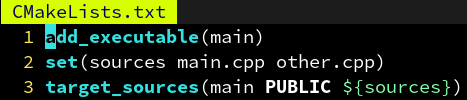 CMakeLists.txt
1 add_executable(main)
2 set(sources main.cpp other.cpp)
3 target_sources(main PUBLIC ${sources})